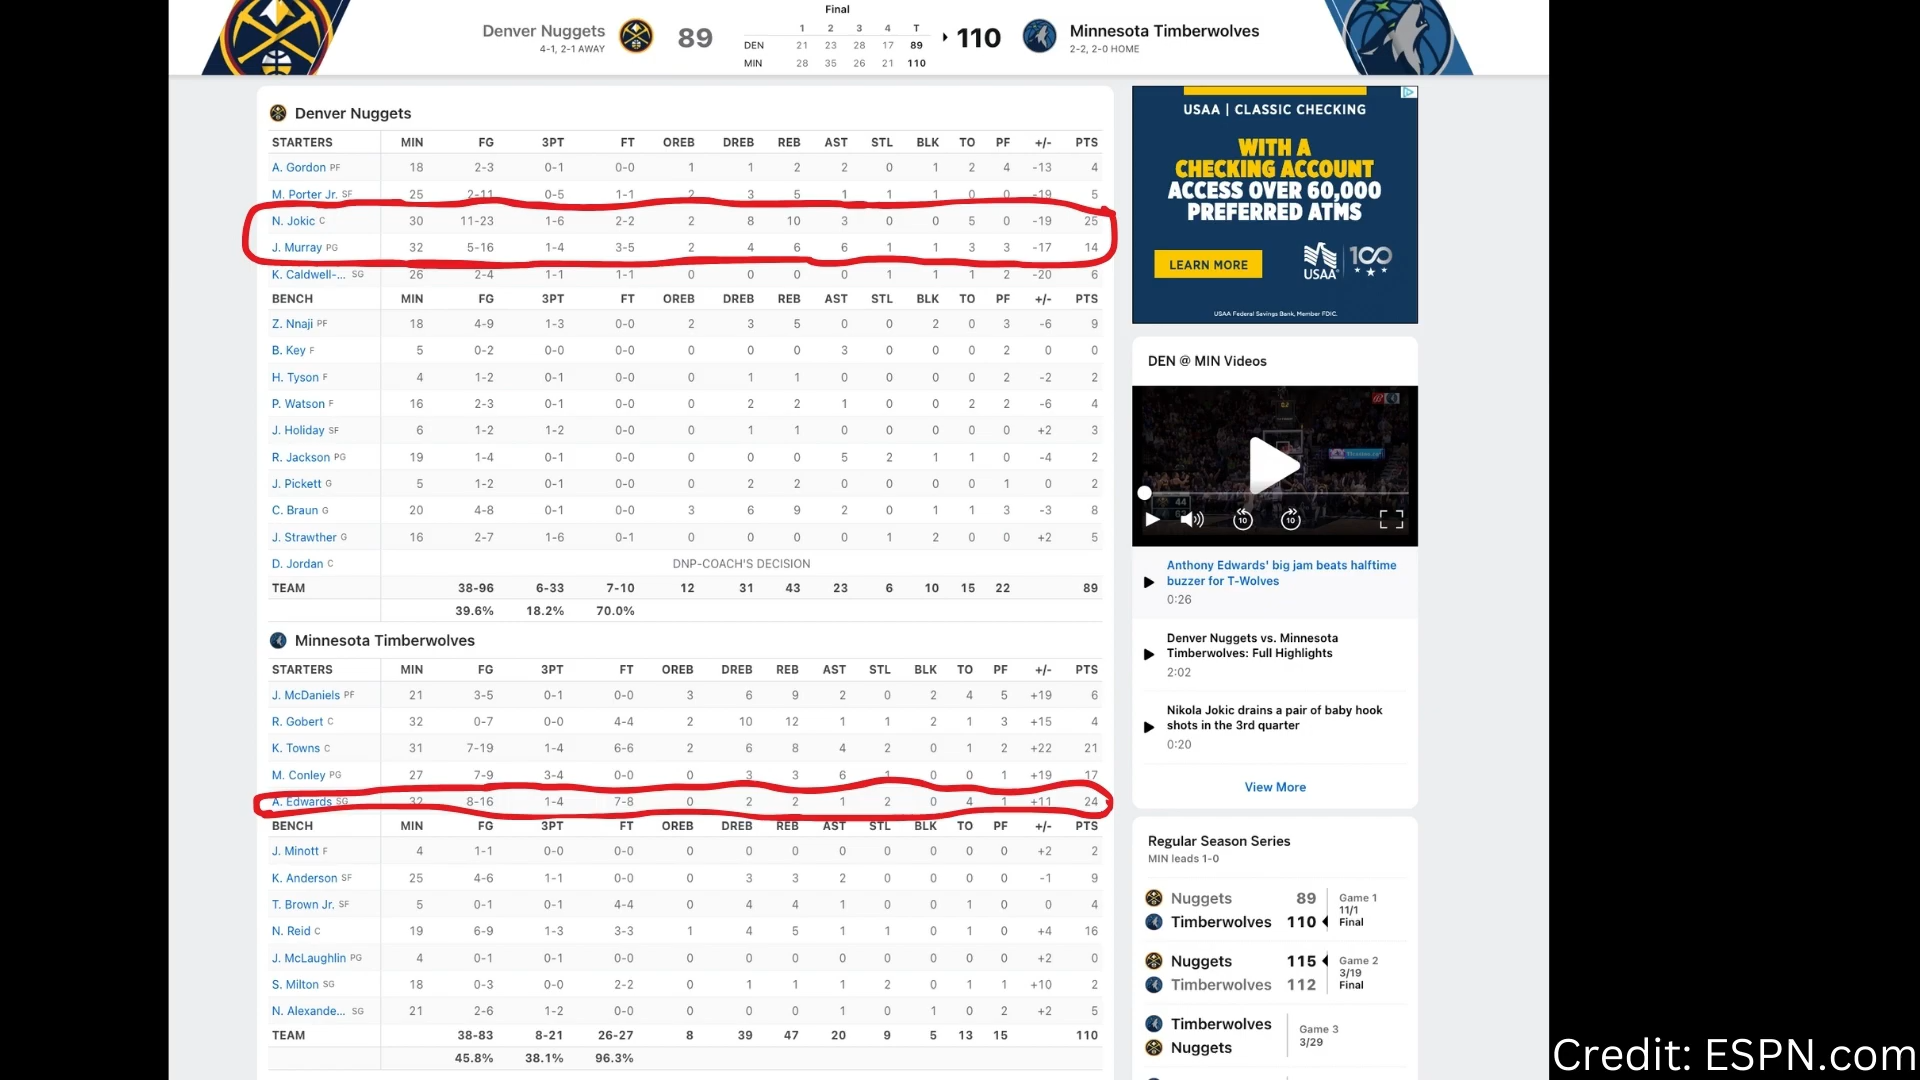 Final
Denver Nuggets
4-1, 2-1 AWAY
89
1 2 3 4 T
DEN 21 23 28 17 89
MIN 28 35 26 21 110
110
Minnesota Timberwolves
2-2, 2-0 HOME
Denver Nuggets
STARTERS MIN FG 3PT FT OREB DREB REB AST STL BLK TO PF +/- PTS
A. Gordon PF 18 2-3 0-1 0-0 1 1 2 2 0 1 2 4 -13 4
M. Porter Jr. SF 25 2-11 0-5 1-1 2 3 5 1 1 1 0 0 -19 5
N. Jokic C 30 11-23 1-6 2-2 2 8 10 3 0 0 5 0 -19 25
J. Murray PG 32 5-16 1-4 3-5 2 4 6 6 1 1 3 3 -17 14
K. Caldwell-... SG 26 2-4 1-1 1-1 0 0 0 0 1 1 1 2 -20 6
BENCH MIN FG 3PT FT OREB DREB REB AST STL BLK TO PF +/- PTS
Z. Nnaji PF 18 4-9 1-3 0-0 2 3 5 0 0 2 0 3 -6 9
B. Key F 5 0-2 0-0 0-0 0 0 0 3 0 0 0 2 0 0
H. Tyson F 4 1-2 0-1 0-0 0 1 1 0 0 0 0 2 -2 2
P. Watson F 16 2-3 0-1 0-0 0 2 2 1 0 0 2 2 -6 4
J. Holiday SF 6 1-2 1-2 0-0 0 1 1 0 0 0 0 0 +2 3
R. Jackson PG 19 1-4 0-1 0-0 0 0 0 5 2 1 1 0 -4 2
J. Pickett G 5 1-2 0-1 0-0 0 2 2 0 0 0 0 1 0 2
C. Braun G 20 4-8 0-1 0-0 3 6 9 2 0 1 1 3 -3 8
J. Strawther G 16 2-7 1-6 0-1 0 0 0 0 1 2 0 0 +2 5
D. Jordan C DNP-COACH'S DECISION
TEAM 38-96 6-33 7-10 12 31 43 23 6 10 15 22 89
39.6% 18.2% 70.0%
Minnesota Timberwolves
STARTERS MIN FG 3PT FT OREB DREB REB AST STL BLK TO PF +/- PTS
J. McDaniels PF 21 3-5 0-1 0-0 3 6 9 2 0 2 4 5 +19 6
R. Gobert C 32 0-7 0-0 4-4 2 10 12 1 1 2 1 3 +15 4
K. Towns C 31 7-19 1-4 6-6 2 6 8 4 2 0 1 2 +22 21
M. Conley PG 27 7-9 3-4 0-0 0 3 3 6 1 0 0 1 +19 17
A. Edwards SG 32 8-16 1-4 7-8 0 2 2 1 2 0 4 1 +11 24
BENCH MIN FG 3PT FT OREB DREB REB AST STL BLK TO PF +/- PTS
J. Minott F 4 1-1 0-0 0-0 0 0 0 0 0 0 0 0 +2 2
K. Anderson SF 25 4-6 1-1 0-0 0 3 3 2 0 0 0 0 -1 9
T. Brown Jr. SF 5 0-1 0-1 4-4 0 4 4 1 0 0 1 0 0 4
N. Reid C 19 6-9 1-3 3-3 1 4 5 1 1 0 1 0 +4 16
J. McLaughlin PG 4 0-1 0-1 0-0 0 0 0 0 0 0 0 0 +2 0
S. Milton SG 18 0-3 0-0 2-2 0 1 1 1 2 0 1 1 +10 2
N. Alexande... SG 21 2-6 1-2 0-0 0 0 0 1 0 1 0 2 +2 5
TEAM 38-83 8-21 26-27 8 39 47 20 9 5 13 15 110
45.8% 38.1% 96.3%
USAA | CLASSIC CHECKING
WITH A
CHECKING ACCOUNT
ACCESS OVER 60,000
PREFERRED ATMS
LEARN MORE
USAA
100
USAA Federal Savings Bank, Member FDIC.
DEN @ MIN Videos
10 10
Anthony Edwards' big jam beats halftime
buzzer for T-Wolves
0:26
Denver Nuggets vs. Minnesota
Timberwolves: Full Highlights
2:02
Nikola Jokic drains a pair of baby hook
shots in the 3rd quarter
0:20
View More
Regular Season Series
MIN leads 1-0
Nuggets 89
Timberwolves 110
Game 1
11/1
Final
Nuggets 115
Timberwolves 112
Game 2
3/19
Final
Timberwolves
Nuggets
Game 3
3/29
Credit: ESPN.com